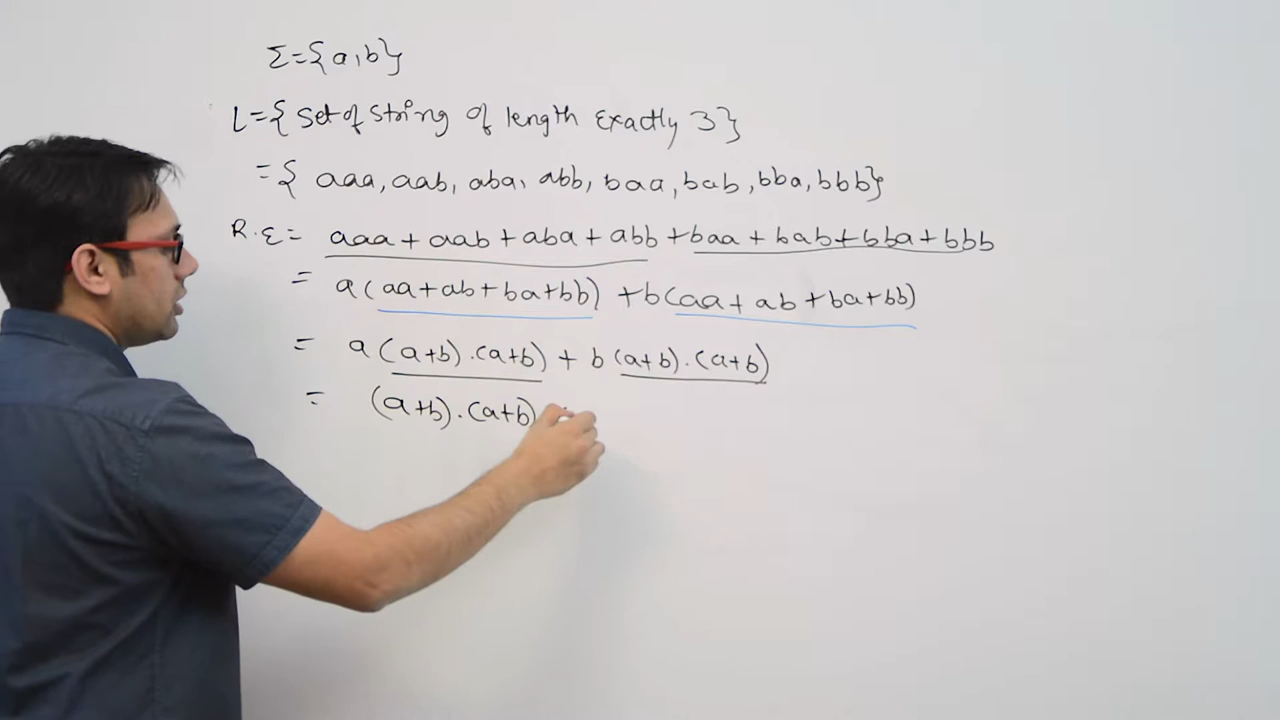 Σ={a,b}
L={ set of string of length exactly 3}
={ aaa, aab, aba, abb, baa, bab, bba, bbb}
R.E= aaa + aab + aba + abb + baa + bab + bba + bbb
= a(aa+ab+ba+bb) + b(aa+ab+ba+bb)
= a(a+b).(a+b) + b(a+b).(a+b)
= (a+b).(a+b)